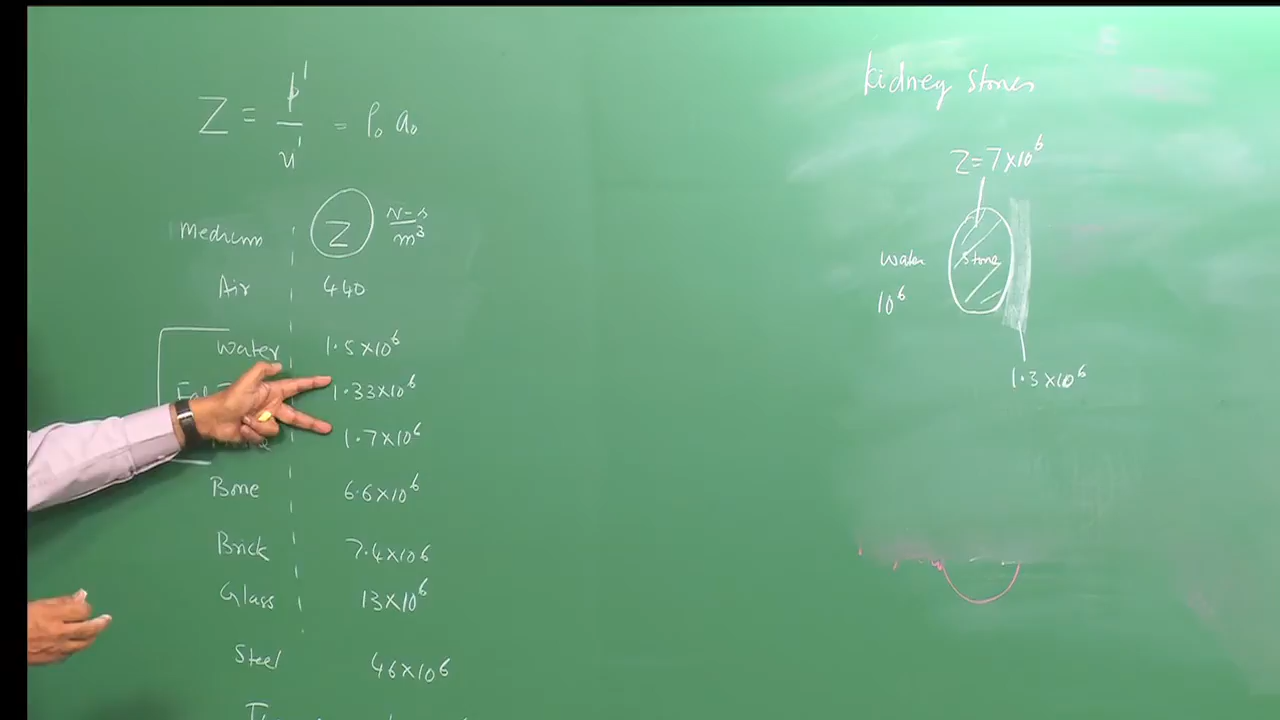 Z = p' / u' = ρ₀ a₀
Medium Z N-s/m³
Air 440
Water 1.5×10⁶
1.33×10⁶
1.7×10⁶
Bone 6.6×10⁶
Brick 7.4×10⁶
Glass 13×10⁶
Steel 46×10⁶
kidney stones
Z=7×10⁶
water stone
10⁶
1.3×10⁶